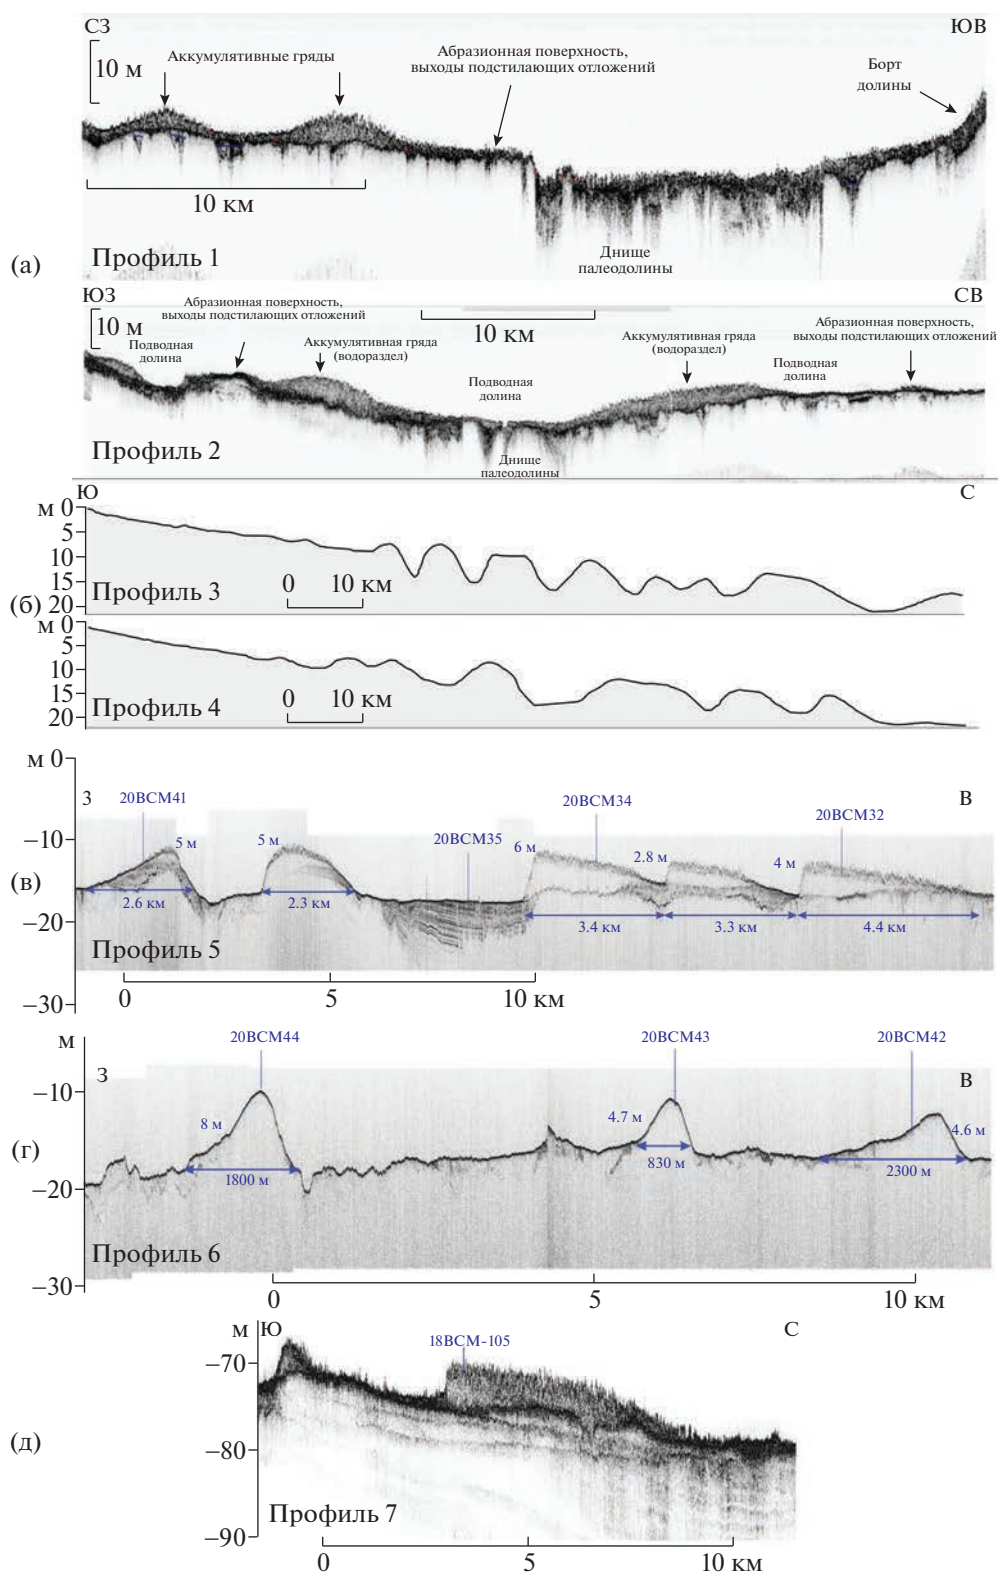 СЗ
ЮВ
10 м
Аккумулятивные гряды
Абразионная поверхность,
выходы подстилающих отложений
Борт
долины
10 км
Днище
палеодолины
Профиль 1
(а)
ЮЗ
СВ
10 м
Абразионная поверхность,
выходы подстилающих отложений
10 км
Абразионная поверхность,
выходы подстилающих отложений
Подводная
долина
Аккумулятивная гряда
(водораздел)
Аккумулятивная гряда
(водораздел)
Подводная
долина
Подводная
долина
Днище
палеодолины
Профиль 2
Ю
С
м 0
5
10
15
20
Профиль 3
0 10 км
(б)
м 0
5
10
15
20
Профиль 4
0 10 км
м 0
–10
–20
–30
З
В
20ВСМ41
20ВСМ35
20ВСМ34
20ВСМ32
5 м
5 м
6 м
2.8 м
4 м
2.6 км
2.3 км
3.4 км
3.3 км
4.4 км
(в)
Профиль 5
0 5 10 км
м
–10
–20
–30
З
В
20ВСМ44
20ВСМ43
20ВСМ42
8 м
4.7 м
4.6 м
1800 м
830 м
2300 м
(г)
Профиль 6
0 5 10 км
м
Ю
С
–70
–80
–90
18ВСМ-105
(д)
Профиль 7
0 5 10 км